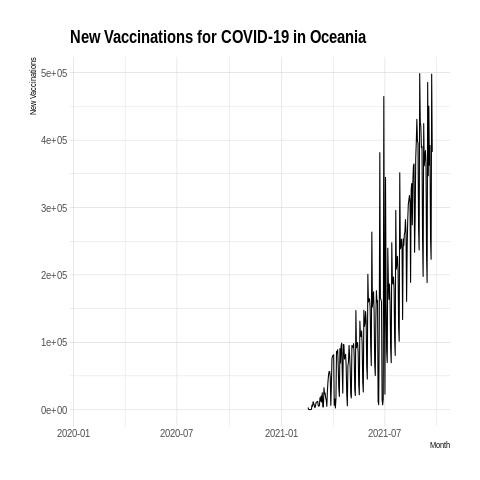 New Vaccinations for COVID-19 in Oceania
New Vaccinations
5e+05
4e+05
3e+05
2e+05
1e+05
0e+00
2020-01 2020-07 2021-01 2021-07
Month